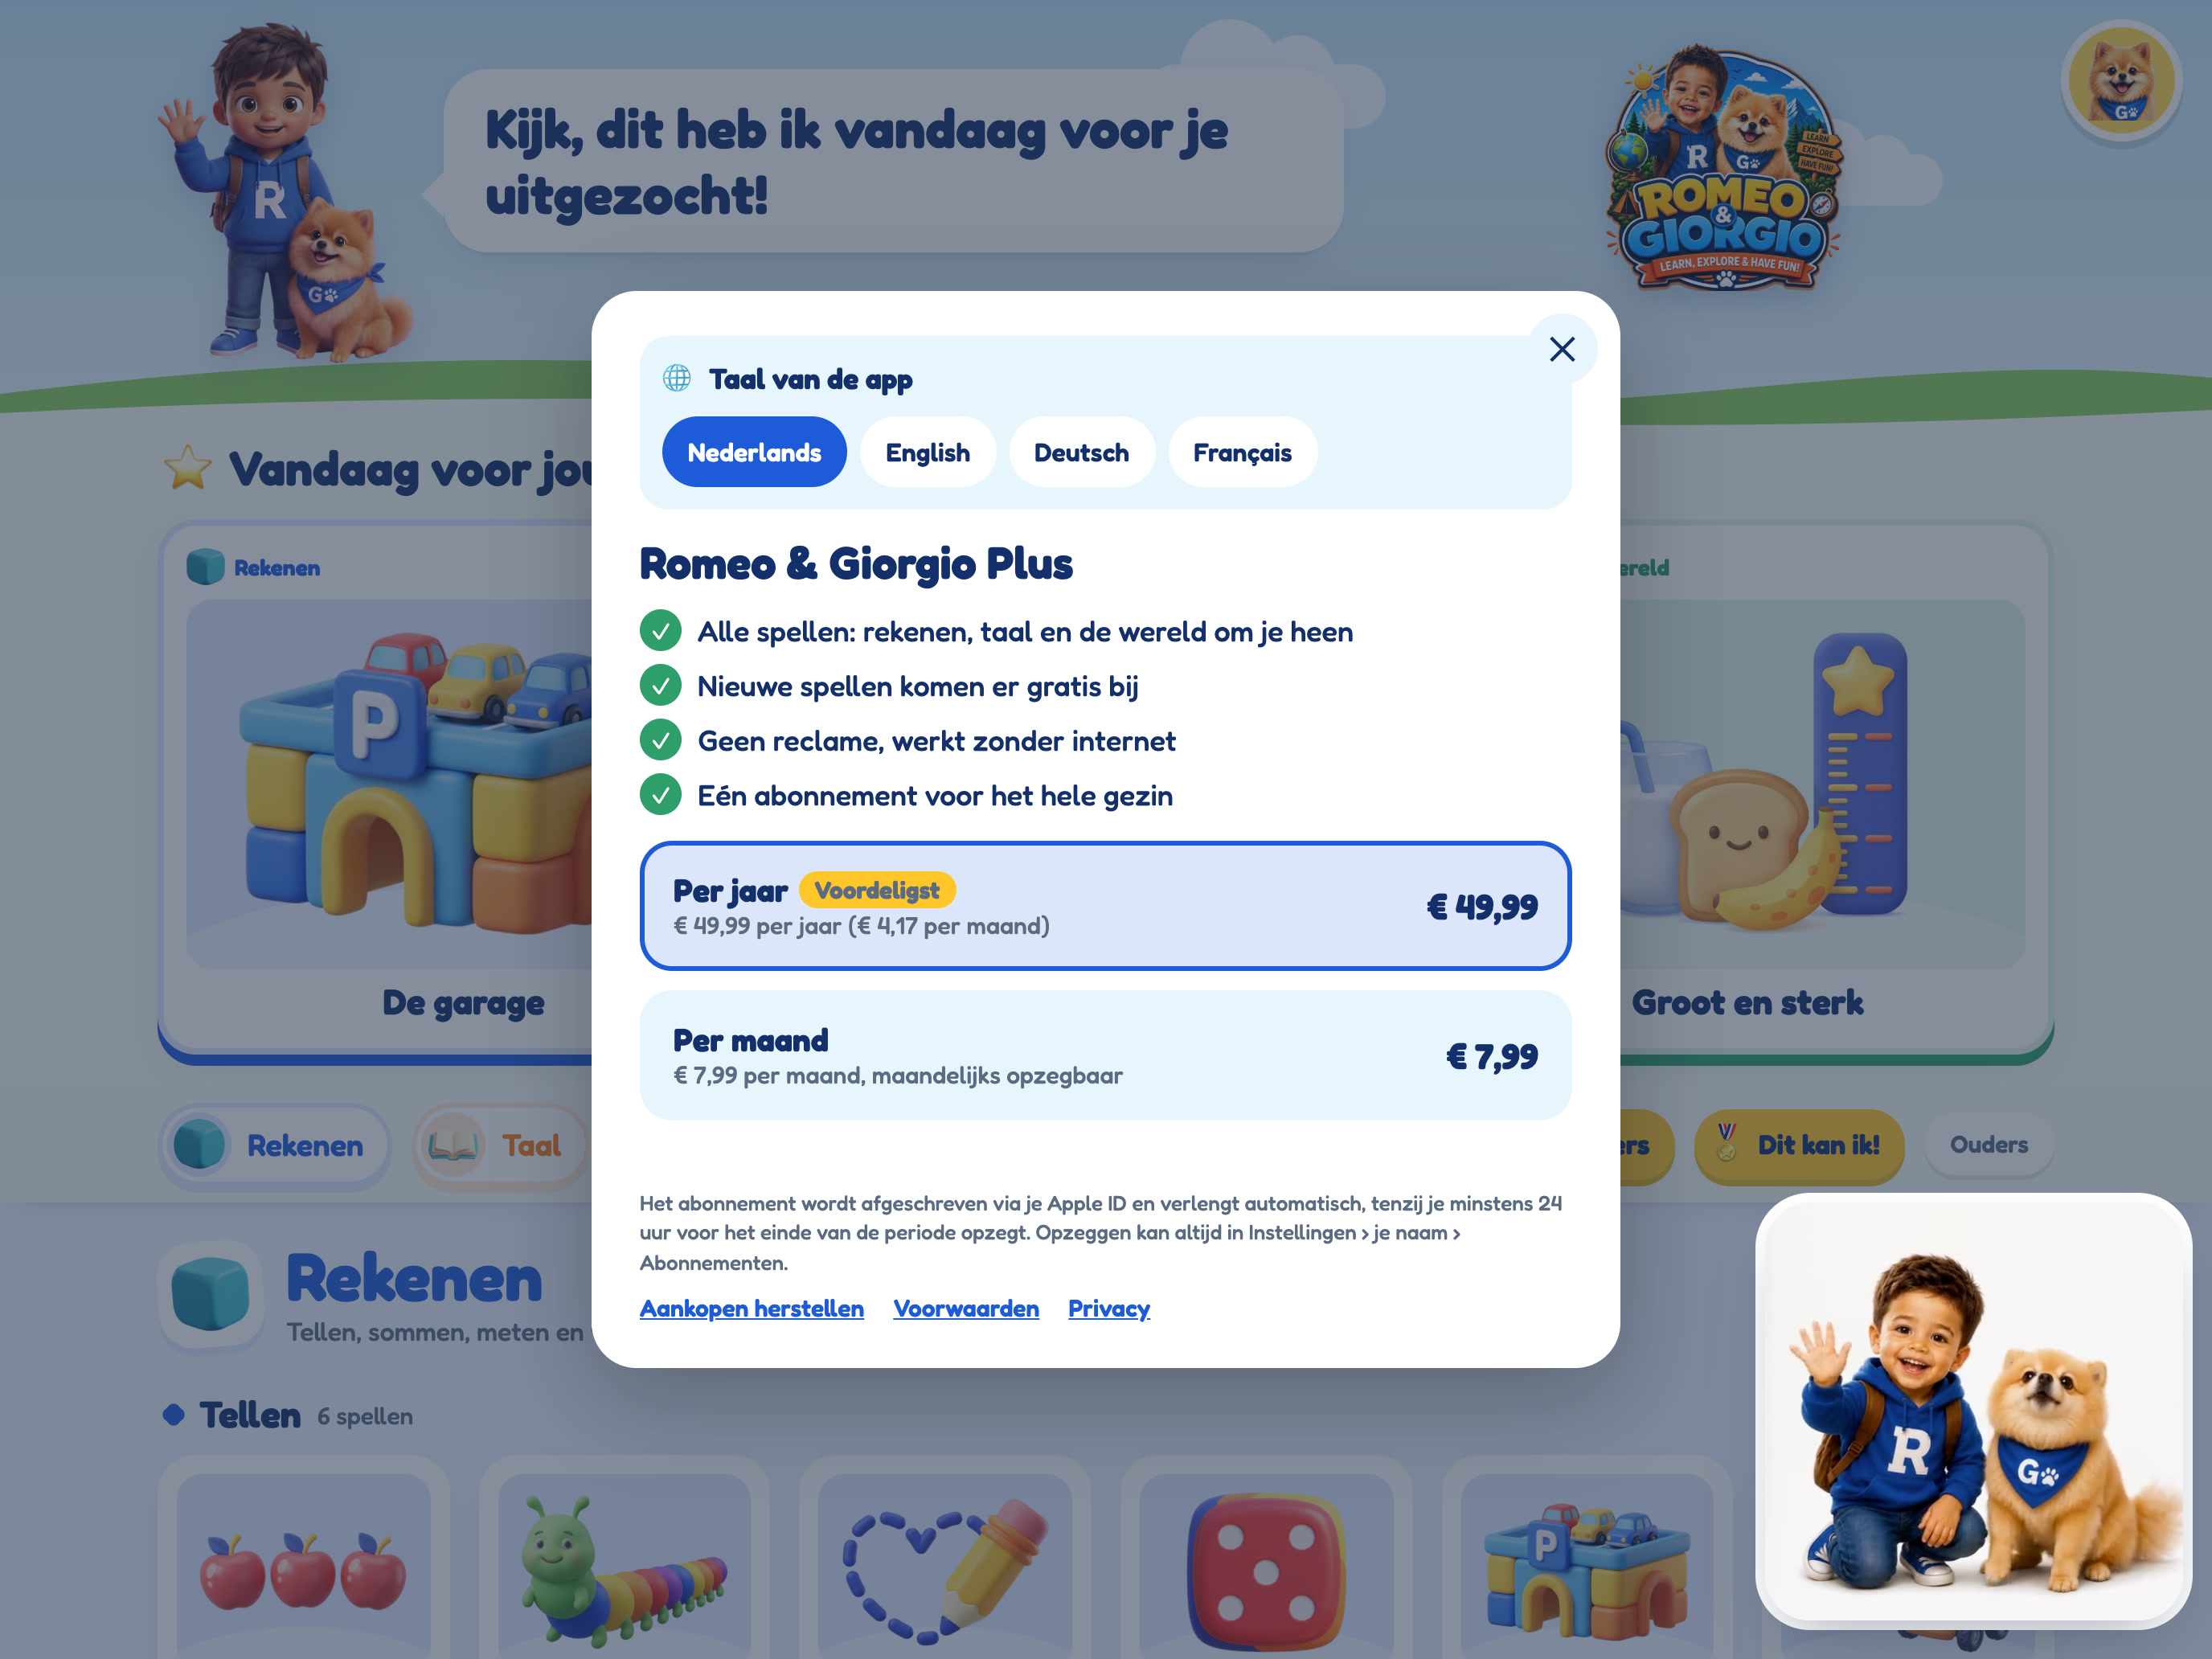 Kijk, dit heb ik vandaag voor je
uitgezocht!
R
G
LEARN
EXPLORE
HAVE FUN!
R
G
ROMEO
&
GIORGIO
LEARN, EXPLORE & HAVE FUN!
G
Taal van de app
Nederlands
English
Deutsch
Français
Vandaag voor jou
Romeo & Giorgio Plus
Alle spellen: rekenen, taal en de wereld om je heen
Nieuwe spellen komen er gratis bij
Geen reclame, werkt zonder internet
Eén abonnement voor het hele gezin
Rekenen
P
De garage
ereld
Groot en sterk
Per jaar Voordeligst
€ 49,99 per jaar (€ 4,17 per maand)
€ 49,99
Per maand
€ 7,99 per maand, maandelijks opzegbaar
€ 7,99
Rekenen
Taal
ers
Dit kan ik!
Ouders
Het abonnement wordt afgeschreven via je Apple ID en verlengt automatisch, tenzij je minstens 24
uur voor het einde van de periode opzegt. Opzeggen kan altijd in Instellingen › je naam ›
Abonnementen.
Aankopen herstellen Voorwaarden Privacy
Rekenen
Tellen, sommen, meten en
Tellen 6 spellen
P
R
G